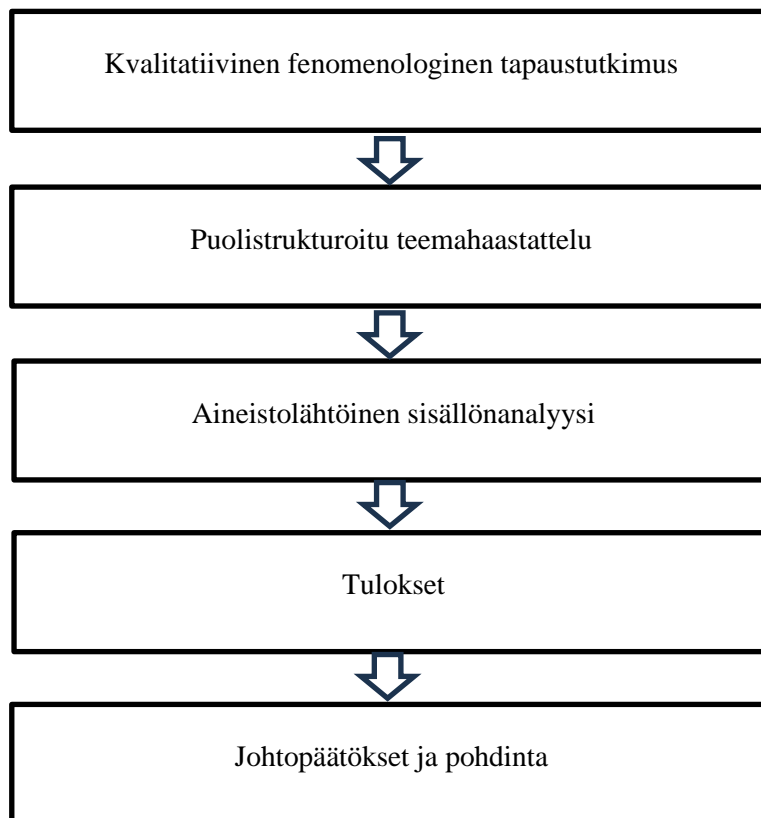 Kvalitatiivinen fenomenologinen tapaustutkimus
Puolistrukturoitu teemahaastattelu
Aineistolähtöinen sisällönanalyysi
Tulokset
Johtopäätökset ja pohdinta